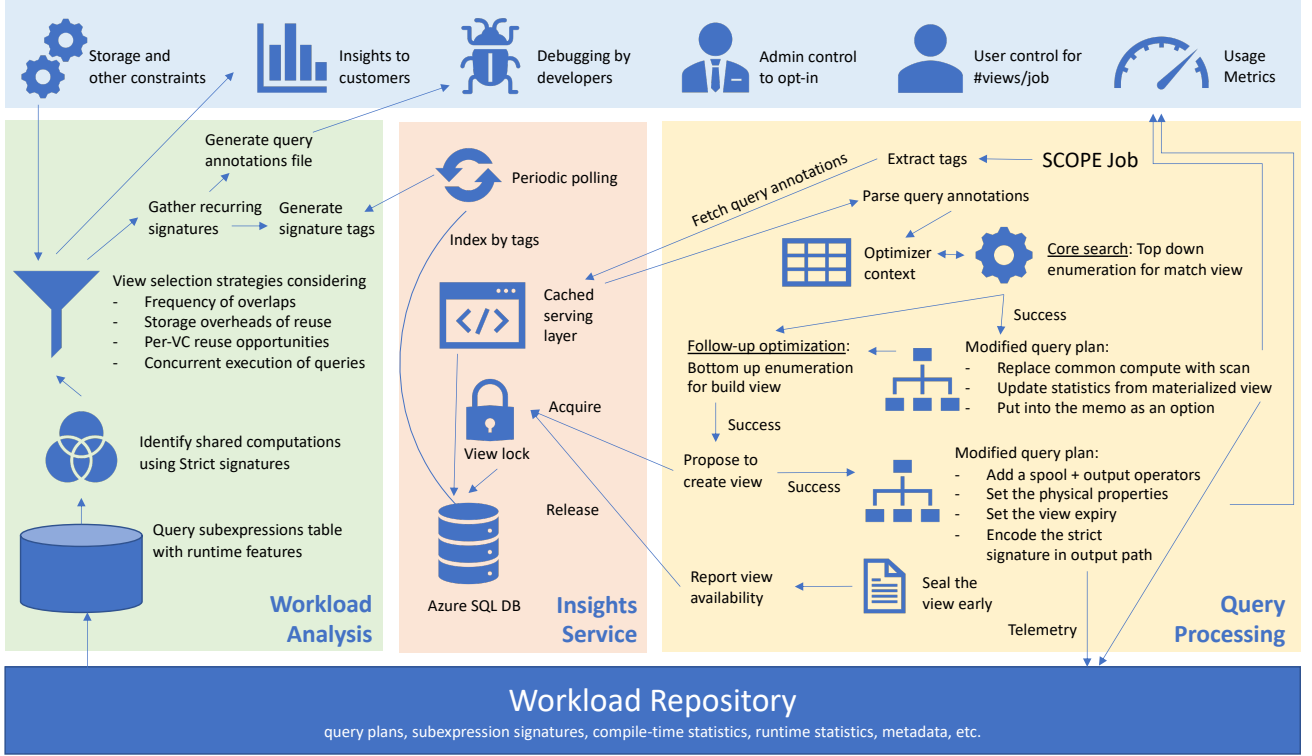 Storage and
other constraints
Insights to
customers
Debugging by
developers
Admin control
to opt-in
User control for
#views/job
Usage
Metrics
Generate query
annotations file
Gather recurring
signatures
Generate
signature tags
View selection strategies considering
- Frequency of overlaps
- Storage overheads of reuse
- Per-VC reuse opportunities
- Concurrent execution of queries
Identify shared computations
using Strict signatures
Query subexpressions table
with runtime features
Workload
Analysis
Periodic polling
Index by tags
Cached
serving
layer
</>
View lock
Acquire
Release
Azure SQL DB
Insights
Service
Fetch query annotations
Extract tags
SCOPE Job
Parse query annotations
Optimizer
context
Core search: Top down
enumeration for match view
Success
Follow-up optimization:
Bottom up enumeration
for build view
Modified query plan:
- Replace common compute with scan
- Update statistics from materialized view
- Put into the memo as an option
Success
Propose to
create view
Success
Modified query plan:
- Add a spool + output operators
- Set the physical properties
- Set the view expiry
- Encode the strict
signature in output path
Report view
availability
Seal the
view early
Telemetry
Query
Processing
Workload Repository
query plans, subexpression signatures, compile-time statistics, runtime statistics, metadata, etc.